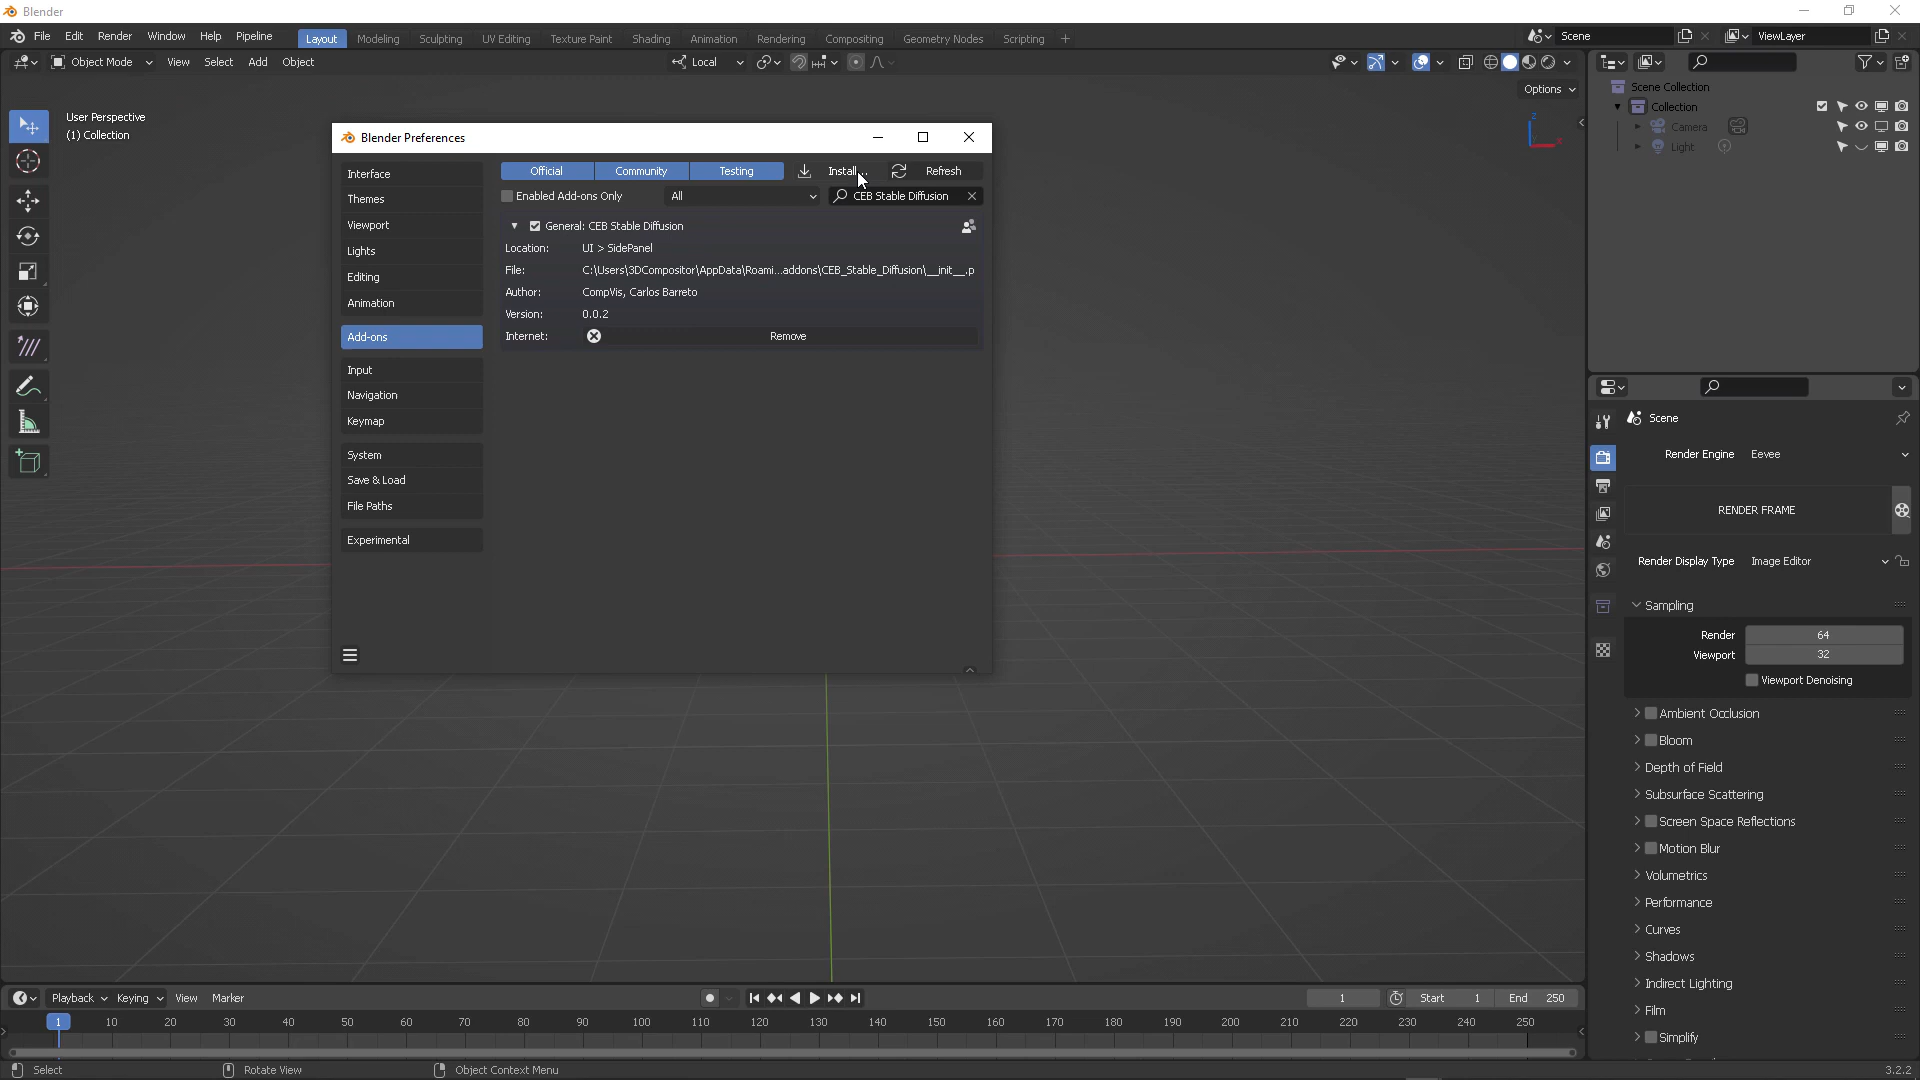 Blender
File Edit Render Window Help Pipeline Layout Modeling Sculpting UV Editing Texture Paint Shading Animation Rendering Compositing Geometry Nodes Scripting + Scene ViewLayer
Object Mode View Select Add Object Local
Options
User Perspective
(1) Collection
Z
X
Scene Collection
Collection
Camera
Light
Blender Preferences
Interface
Themes
Viewport
Lights
Editing
Animation
Add-ons
Input
Navigation
Keymap
System
Save & Load
File Paths
Experimental
Official Community Testing Install... Refresh
Enabled Add-ons Only All CEB Stable Diffusion
General: CEB Stable Diffusion
Location: UI > SidePanel
File: C:\Users\3DCompositor\AppData\Roami...addons\CEB_Stable_Diffusion\__init__.p
Author: CompVis, Carlos Barreto
Version: 0.0.2
Internet: Remove
Scene
Render Engine Eevee
RENDER FRAME
Render Display Type Image Editor
Sampling
Render 64
Viewport 32
Viewport Denoising
Ambient Occlusion
Bloom
Depth of Field
Subsurface Scattering
Screen Space Reflections
Motion Blur
Volumetrics
Performance
Curves
Shadows
Indirect Lighting
Film
Simplify
Playback Keying View Marker 1 Start 1 End 250
1 10 20 30 40 50 60 70 80 90 100 110 120 130 140 150 160 170 180 190 200 210 220 230 240 250
Select Rotate View Object Context Menu 3.2.2